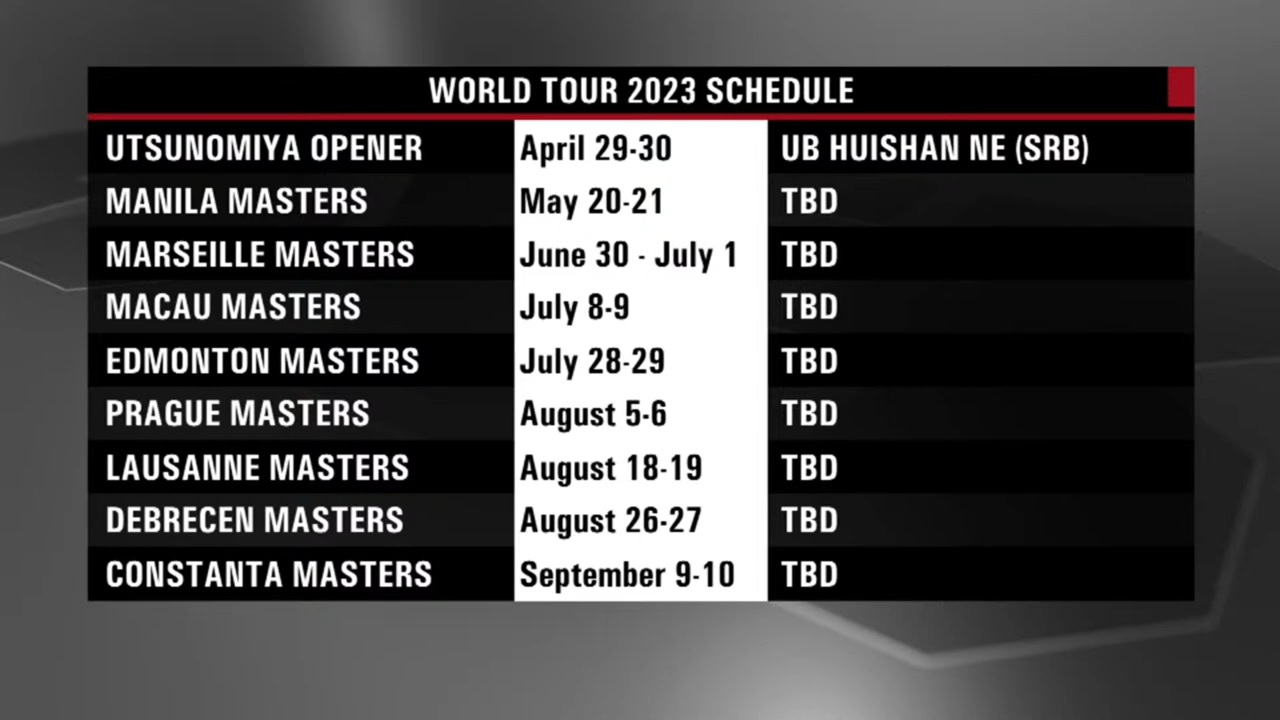 WORLD TOUR 2023 SCHEDULE
UTSUNOMIYA OPENER April 29-30 UB HUISHAN NE (SRB)
MANILA MASTERS May 20-21 TBD
MARSEILLE MASTERS June 30 - July 1 TBD
MACAU MASTERS July 8-9 TBD
EDMONTON MASTERS July 28-29 TBD
PRAGUE MASTERS August 5-6 TBD
LAUSANNE MASTERS August 18-19 TBD
DEBRECEN MASTERS August 26-27 TBD
CONSTANTA MASTERS September 9-10 TBD